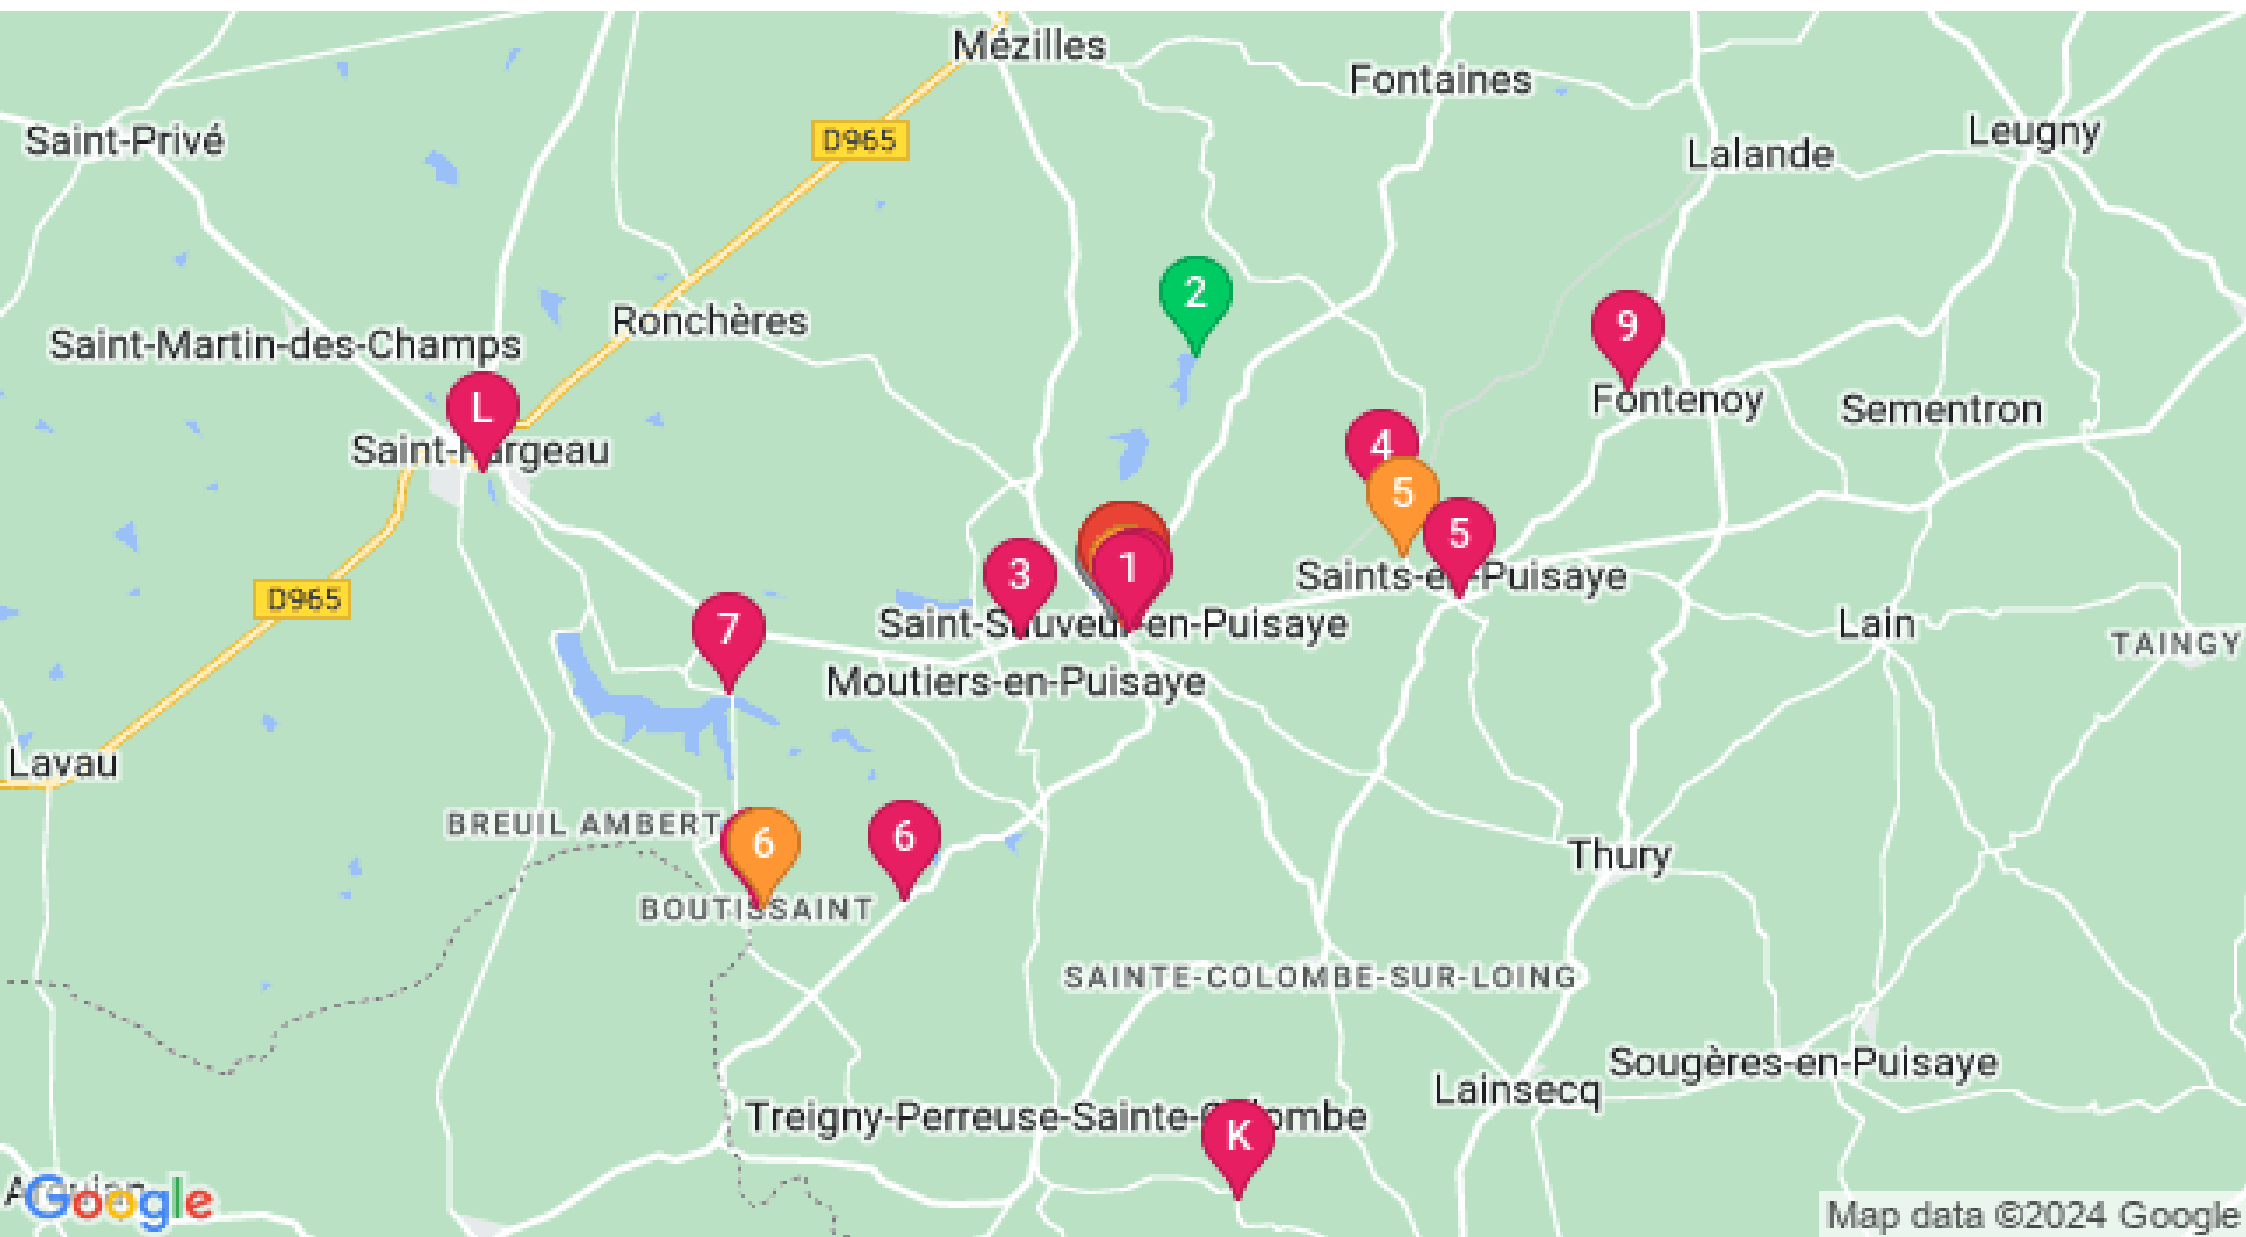 Mézilles
Fontaines
Saint-Privé
D965
Leugny
Lalande
2
Ronchères
9
Saint-Martin-des-Champs
L
Fontenoy
Sementron
4
Saint-Fargeau
5
5
1
3
Saints-en-Puisaye
D965
Saint-Sauveur-en-Puisaye
Lain
7
TAINGY
Moutiers-en-Puisaye
Lavau
BREUIL AMBERT
6
6
Thury
BOUTISSAINT
SAINTE-COLOMBE-SUR-LOING
Sougères-en-Puisaye
Lainsecq
Treigny-Perreuse-Sainte-Colombe
K
Google
Map data ©2024 Google